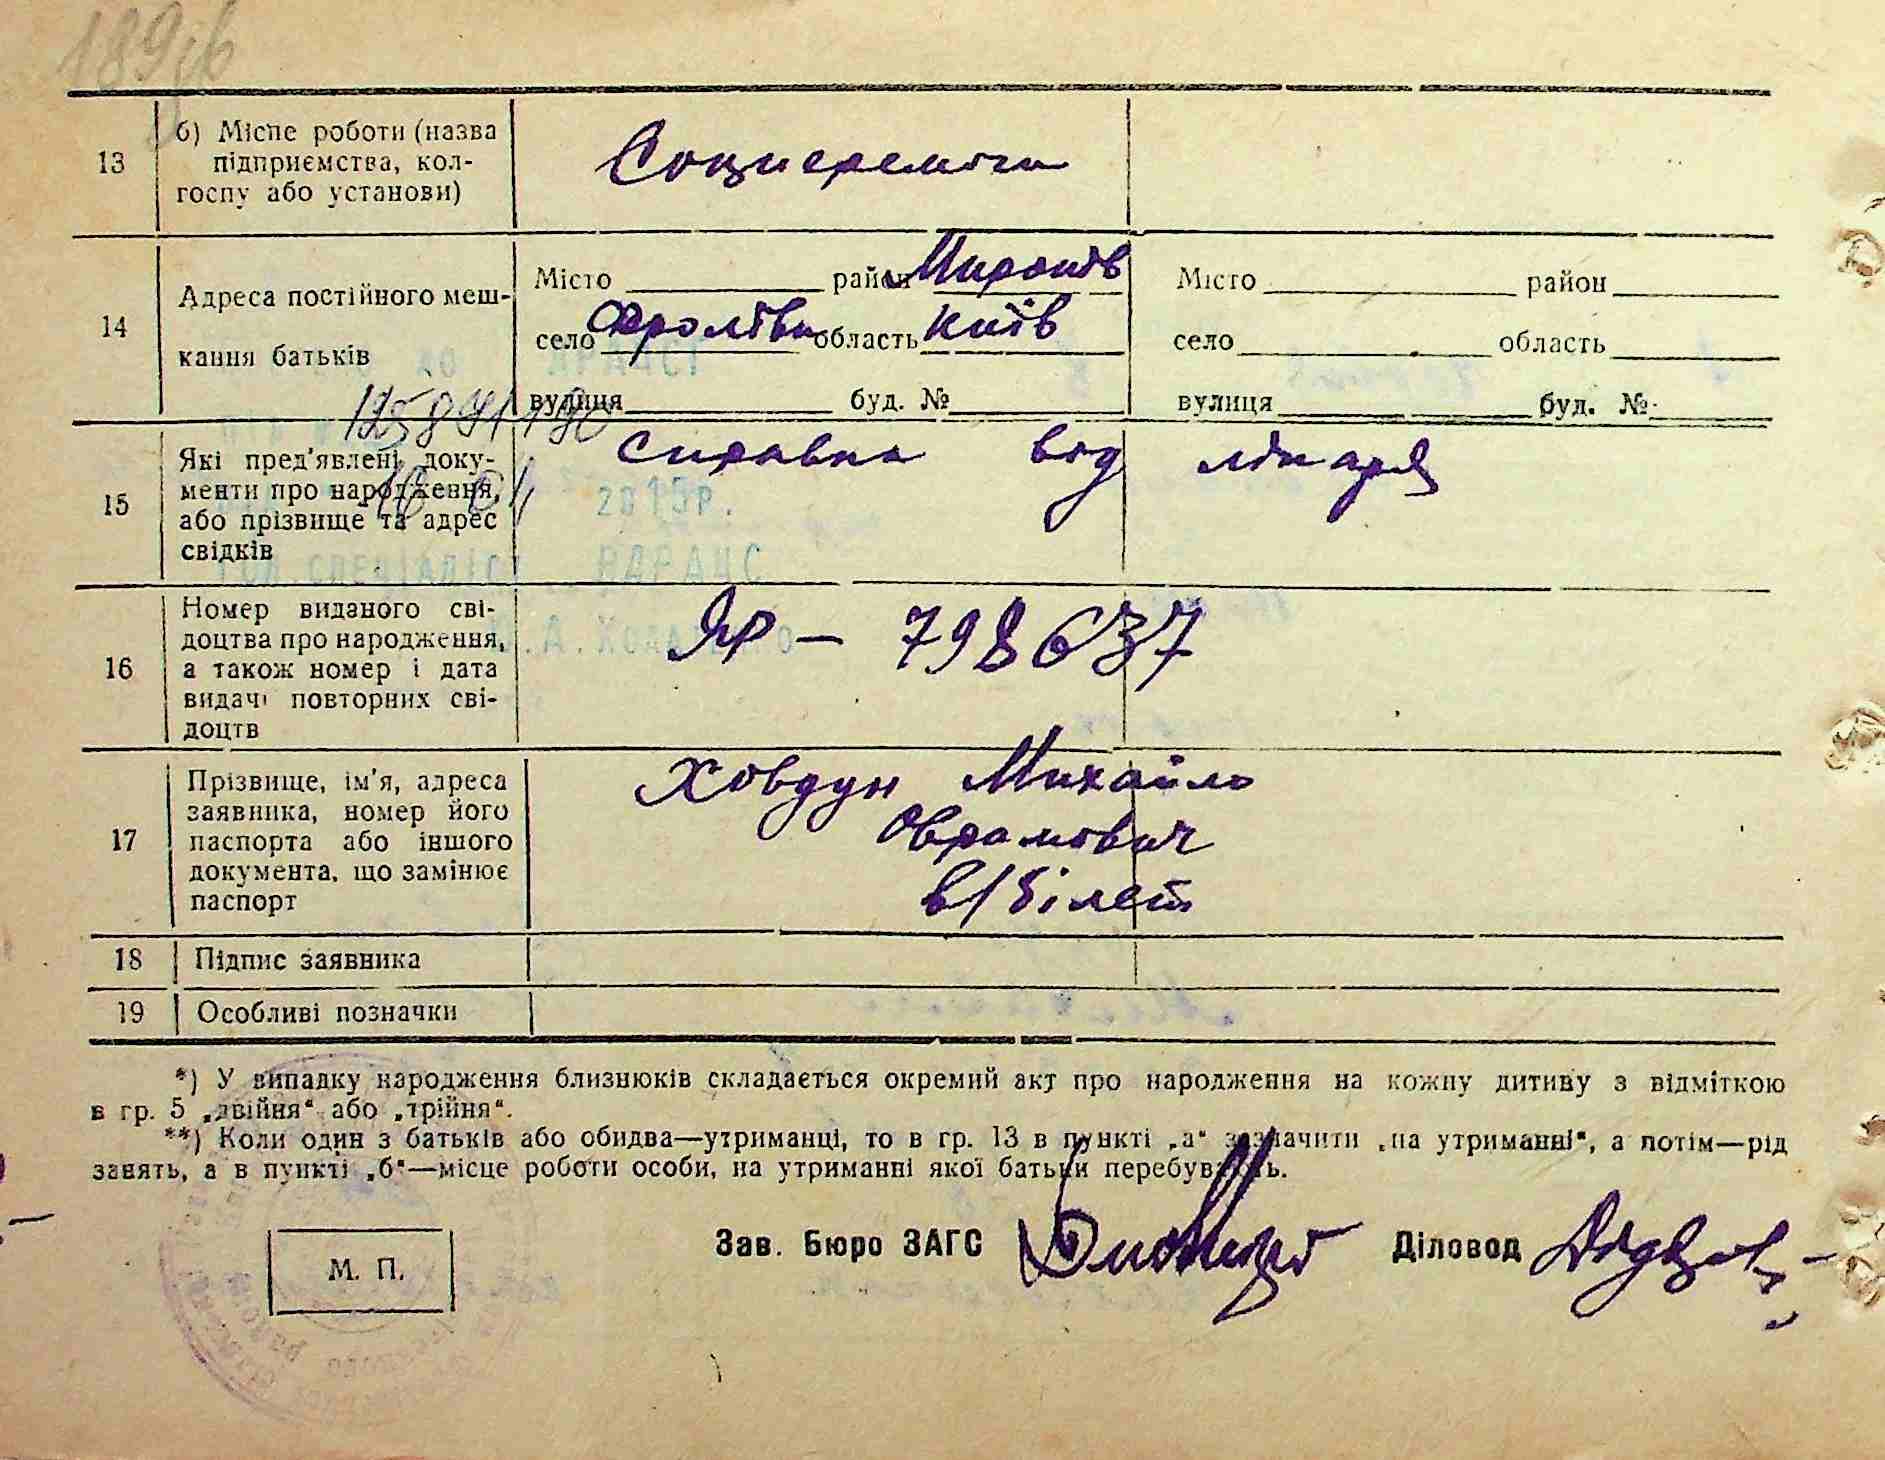 189
13
б) Місце роботи (назва
підприємства, кол-
госпу або установи)
14
Адреса постійного меш-
кання батьків
Місто район Миронів
село Фролівка область Київ
вулиця буд. №
Місто район
село область
вулиця буд. №
15
Які пред'явлені доку-
менти про народження,
або прізвище та адрес
свідків
Справка від лікаря
2015р.
16
Номер виданого сві-
доцтва про народження,
а також номер і дата
видачі повторних сві-
доцтв
ЯР — 798637
17
Прізвище, ім'я, адреса
заявника, номер його
паспорта або іншого
документа, що замінює
паспорт
Ховдун Михайло
Оврамович
в/білет
18 Підпис заявника
19 Особливі позначки
*) У випадку народження близнюків складається окремий акт про народження на кожну дитину з відміткою
в гр. 5 „двійня“ або „трійня“.
**) Коли один з батьків або обидва—утриманці, то в гр. 13 в пункті „а“ зазначити „на утриманні“, а потім—рід
занять, а в пункті „б“—місце роботи особи, на утриманні якої батьки перебувають.
М. П.
Зав. Бюро ЗАГС
Діловод